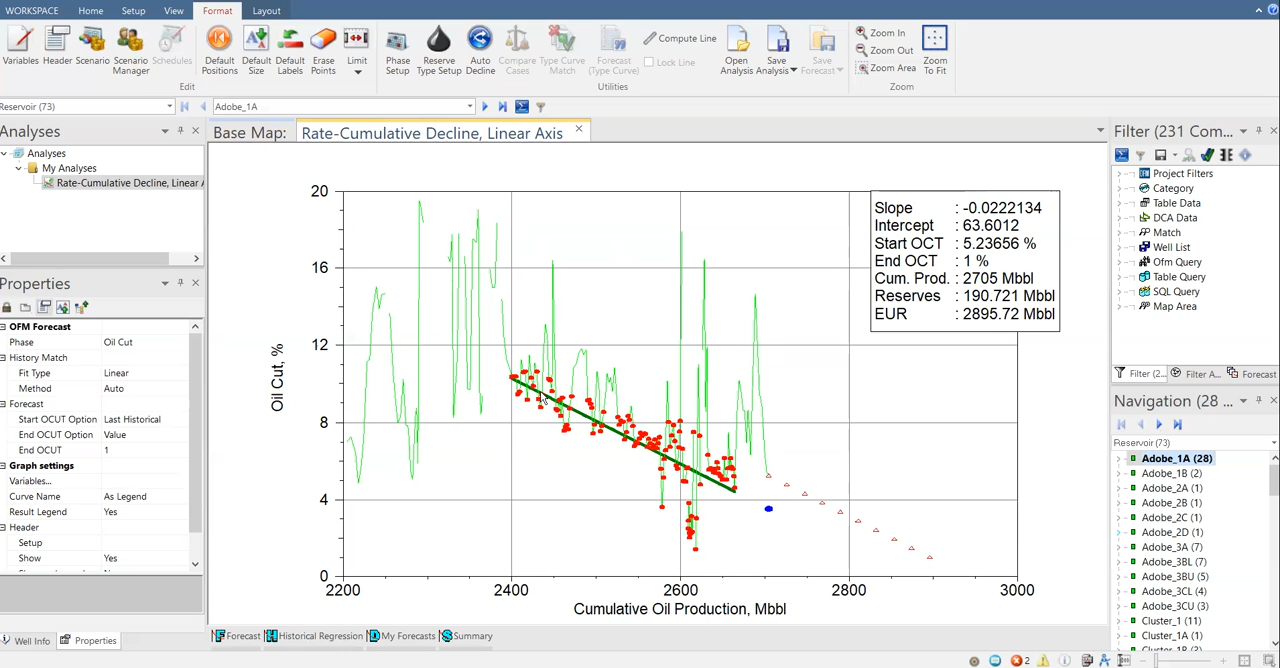 WORKSPACE Home Setup View Format Layout
Variables Header Scenario Scenario Manager Schedules Default Positions Default Size Default Labels Erase Points Limit Phase Setup Reserve Type Setup Auto Decline Compare Cases Type Curve Match Forecast (Type Curve) Compute Line Lock Line Open Analysis Save Analysis Save Forecast Zoom In Zoom Out Zoom Area Zoom To Fit
Edit Utilities Zoom
Reservoir (73) Adobe_1A
Analyses
Analyses
My Analyses
Rate-Cumulative Decline, Linear A
Properties
OFM Forecast
Phase Oil Cut
History Match
Fit Type Linear
Method Auto
Forecast
Start OCUT Option Last Historical
End OCUT Option Value
End OCUT 1
Graph settings
Variables...
Curve Name As Legend
Result Legend Yes
Header
Setup
Show Yes
Well Info Properties
Base Map: Rate-Cumulative Decline, Linear Axis
20
16
12
8
4
0
Oil Cut, %
2200 2400 2600 2800 3000
Cumulative Oil Production, Mbbl
Slope : -0.0222134
Intercept : 63.6012
Start OCT : 5.23656 %
End OCT : 1 %
Cum. Prod. : 2705 Mbbl
Reserves : 190.721 Mbbl
EUR : 2895.72 Mbbl
Forecast Historical Regression My Forecasts Summary
Filter (231 Com...
Project Filters
Category
Table Data
DCA Data
Match
Well List
Ofm Query
Table Query
SQL Query
Map Area
Filter (2... Filter A... Forecast
Navigation (28 ...
Reservoir (73)
Adobe_1A (28)
Adobe_1B (2)
Adobe_2A (1)
Adobe_2B (1)
Adobe_2C (1)
Adobe_2D (1)
Adobe_3A (7)
Adobe_3BL (7)
Adobe_3BU (5)
Adobe_3CL (4)
Adobe_3CU (3)
Cluster_1 (11)
Cluster_1A (1)
2